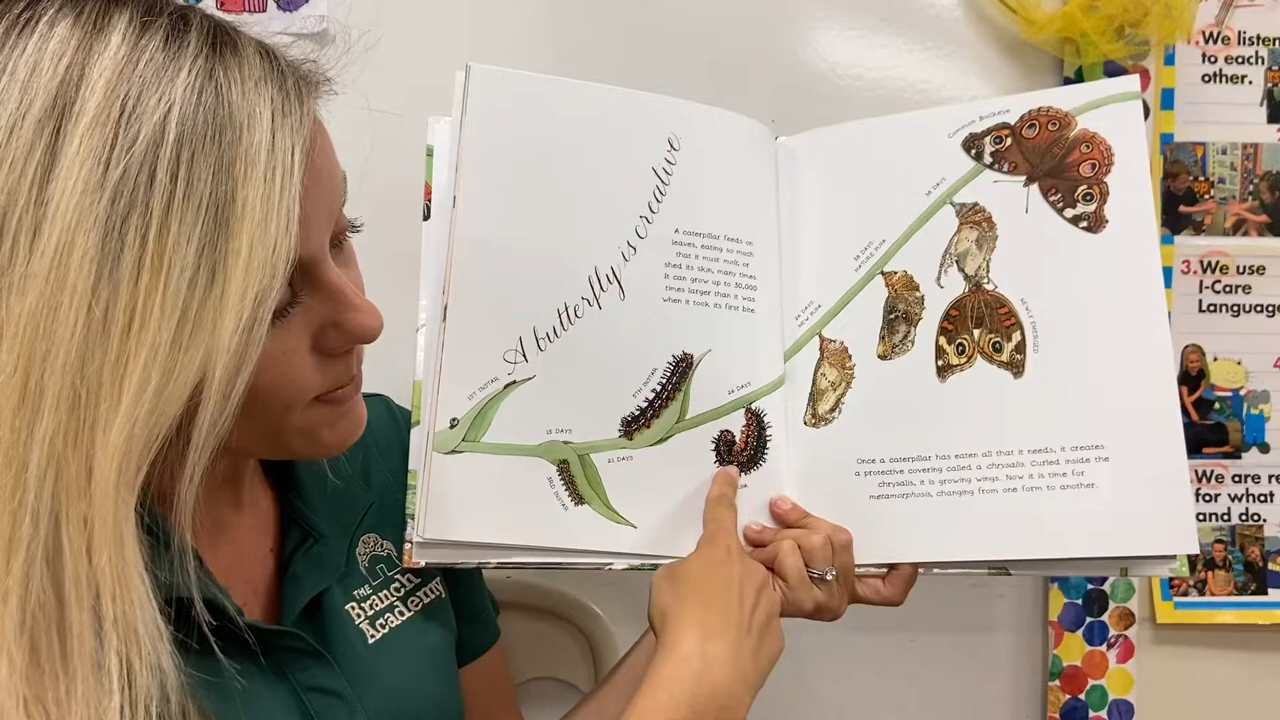 A butterfly is creative.
A caterpillar feeds on
leaves, eating so much
that it must molt, or
shed its skin, many times.
It can grow up to 30,000
times larger than it was
when it took its first bite.
1ST INSTAR
15 DAYS
3RD INSTAR
5TH INSTAR
21 DAYS
26 DAYS
26 DAYS
NEW PUPA
36 DAYS
MATURE PUPA
38 DAYS
NEWLY EMERGED
Common Buckeye
Once a caterpillar has eaten all that it needs, it creates
a protective covering called a chrysalis. Curled inside the
chrysalis, it is growing wings. Now it is time for
metamorphosis, changing from one form to another.
THE
Branch
Academy
1. We listen
to each
other.
3. We use
I-Care
Language
We are re
for what
and do.